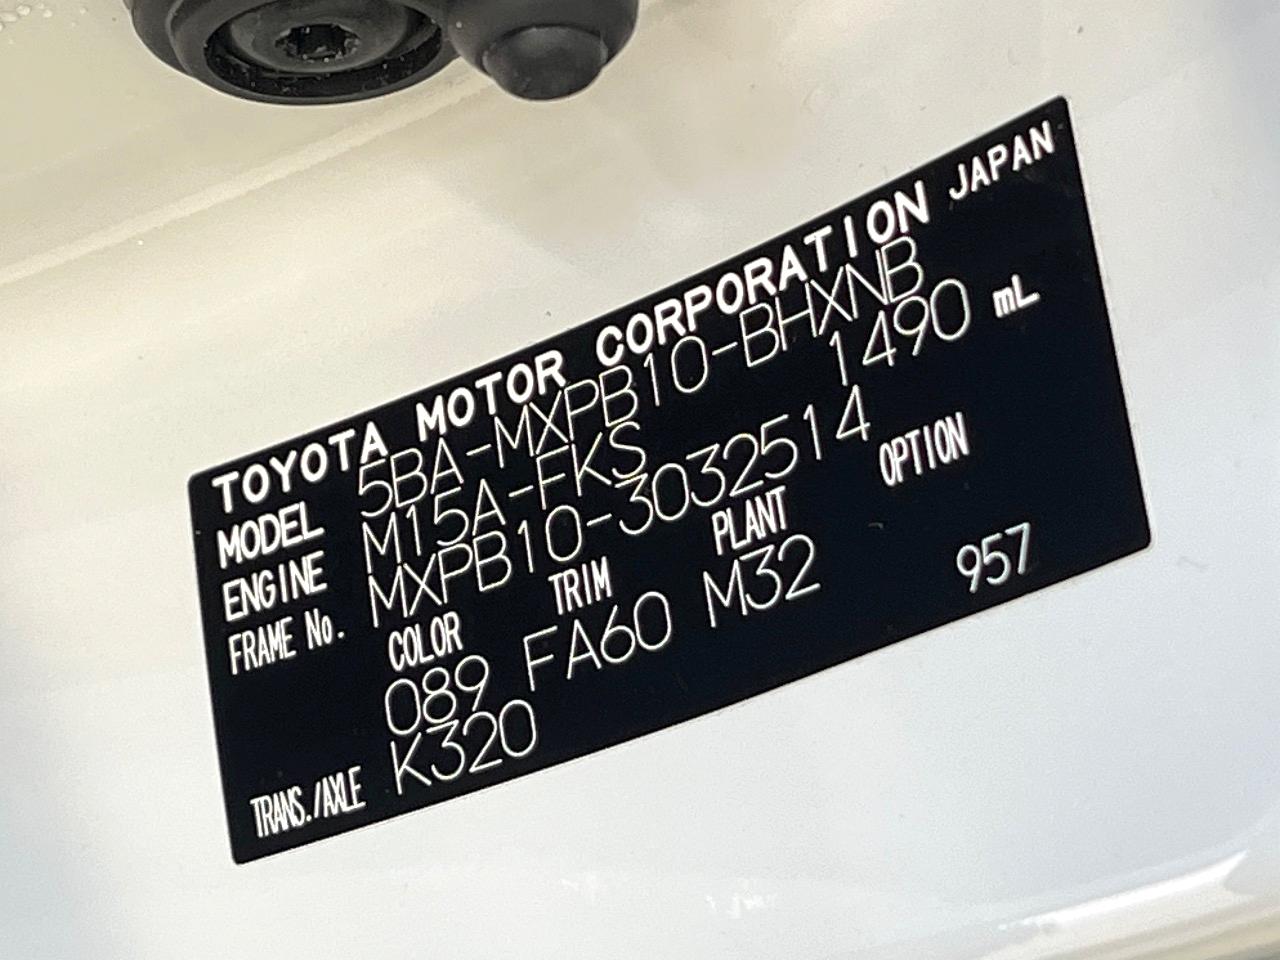 TOYOTA MOTOR CORPORATION JAPAN
MODEL 5BA-MXPB10-BHXNB
ENGINE M15A-FKS 1490 mL
FRAME No. MXPB10-3032514
COLOR TRIM PLANT OPTION
089 FA60 M32 957
TRANS./AXLE K320